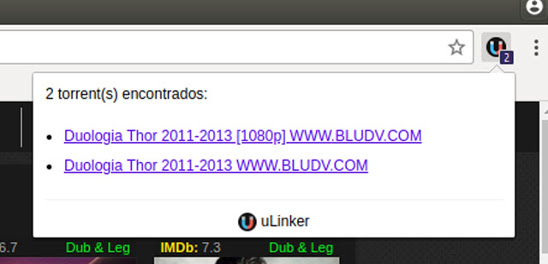 2
2 torrent(s) encontrados:
Duologia Thor 2011-2013 [1080p] WWW.BLUDV.COM
Duologia Thor 2011-2013 WWW.BLUDV.COM
uLinker
6.7 Dub & Leg IMDb: 7.3 Dub & Leg